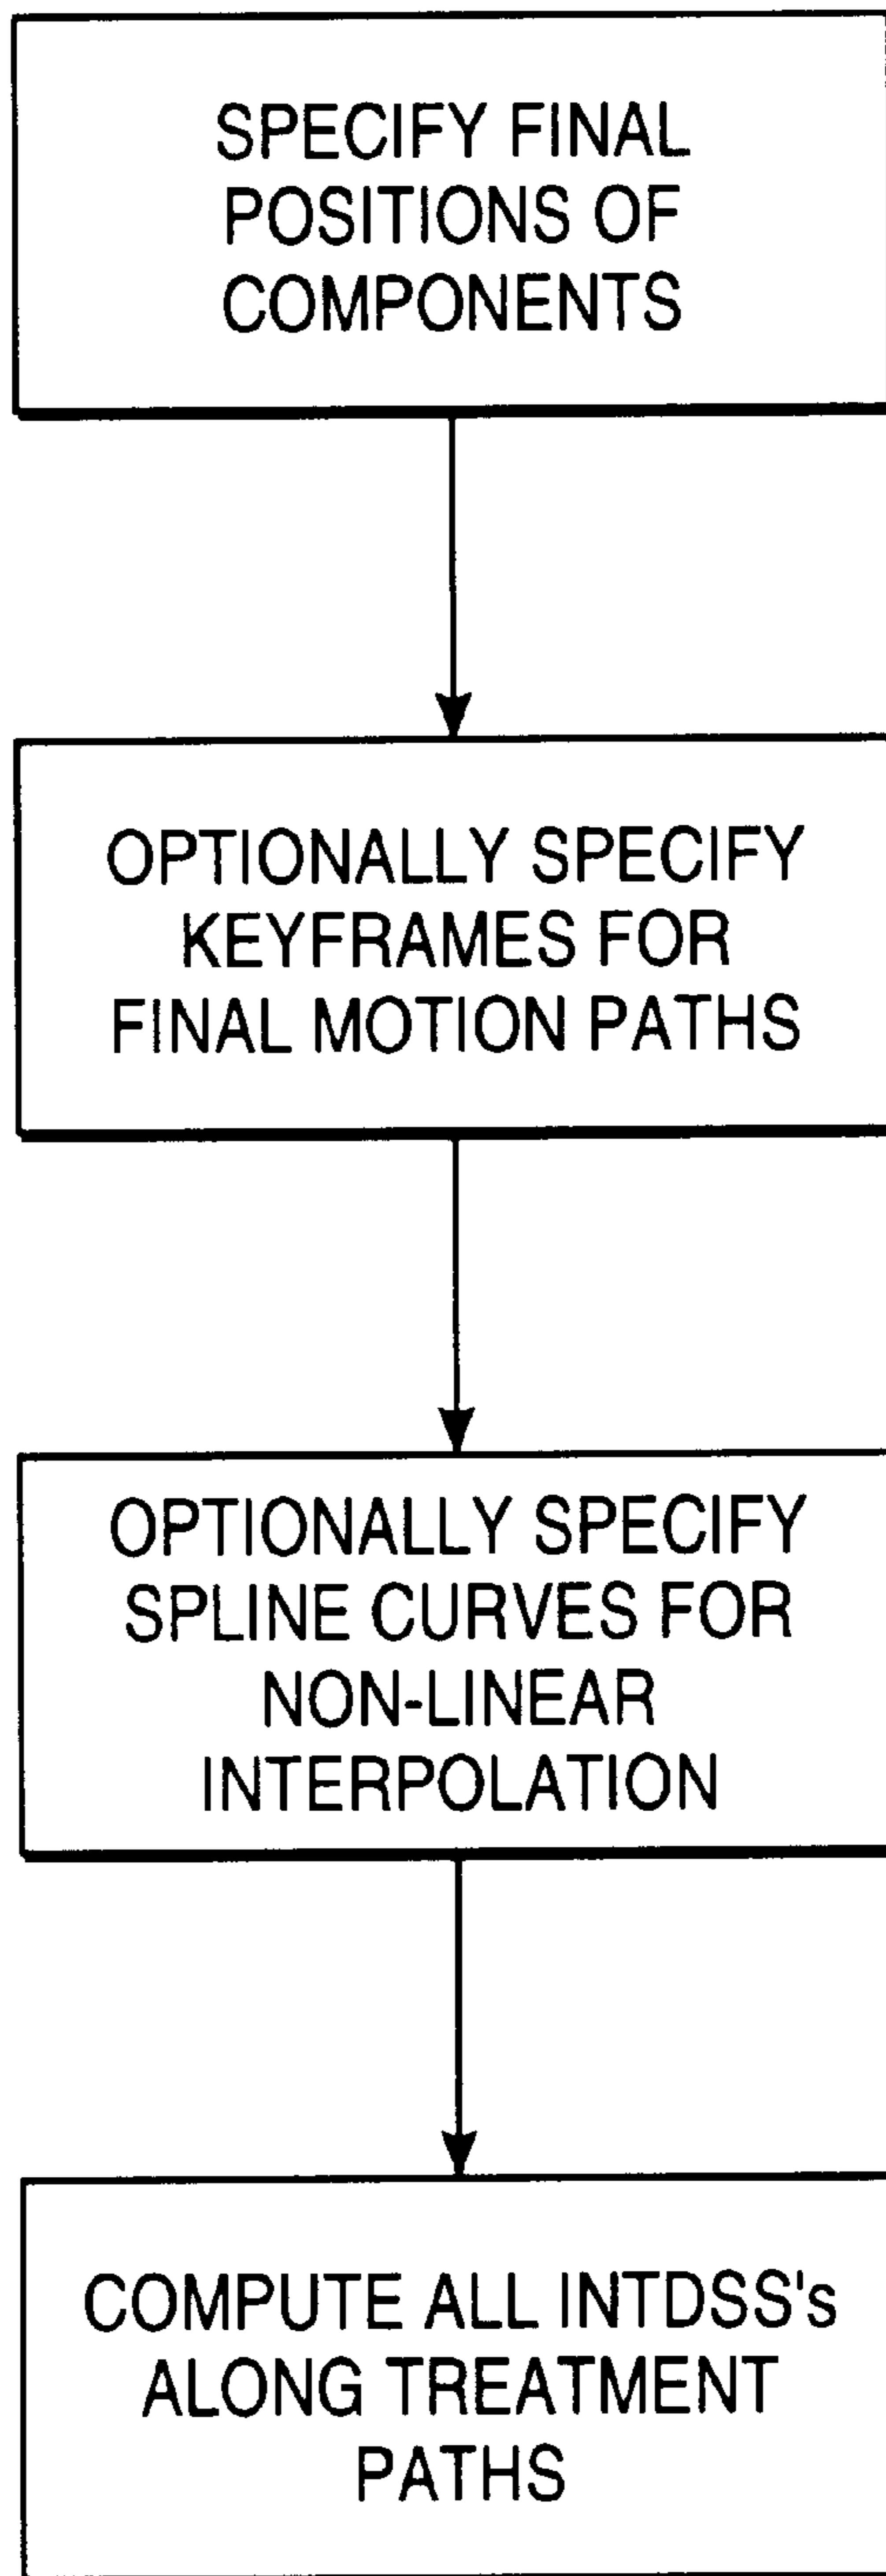 SPECIFY FINAL
POSITIONS OF
COMPONENTS
OPTIONALLY SPECIFY
KEYFRAMES FOR
FINAL MOTION PATHS
OPTIONALLY SPECIFY
SPLINE CURVES FOR
NON-LINEAR
INTERPOLATION
COMPUTE ALL INTDSS's
ALONG TREATMENT
PATHS